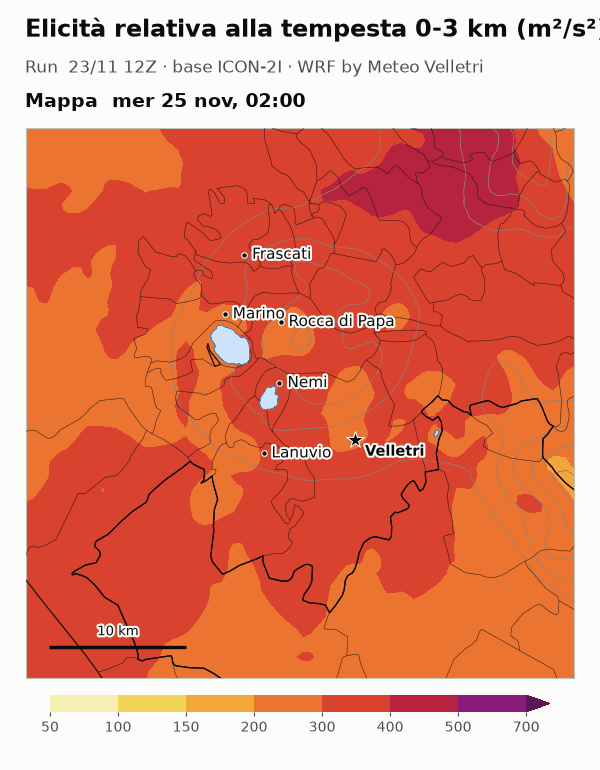 Elicità relativa alla tempesta 0-3 km (m²/s²)
Run  23/11 12Z · base ICON-2I · WRF by Meteo Velletri
Mappa  mer 25 nov, 02:00
Frascati
Marino
Rocca di Papa
Nemi
Velletri
Lanuvio
10 km
50 100 150 200 300 400 500 700